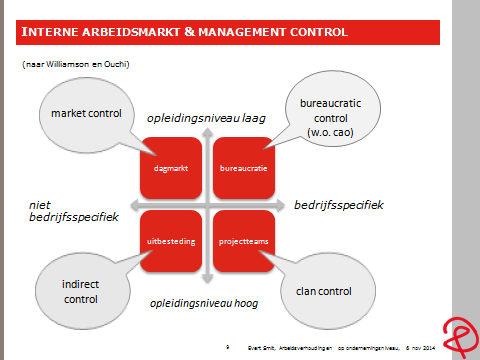 INTERNE ARBEIDSMARKT & MANAGEMENT CONTROL
(naar Williamson en Ouchi)
market control
opleidingsniveau laag
bureaucratic
control
(w.o. cao)
dagmarkt
bureaucratie
niet
bedrijfsspecifiek
bedrijfsspecifiek
uitbesteding
projectteams
indirect
control
opleidingsniveau hoog
clan control
9
Evert Smit, Arbeidsverhoudingen op ondernemingsniveau, 6 nov 2014